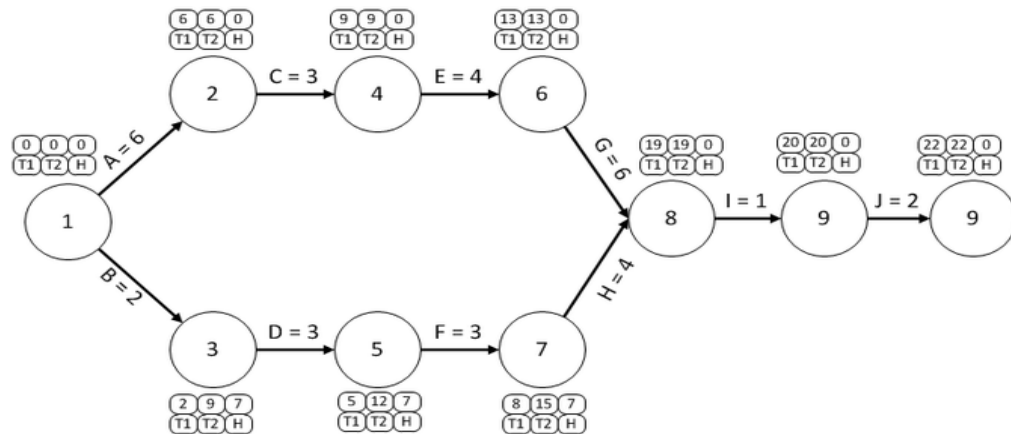 6 6 0
T1 T2 H
9 9 0
T1 T2 H
13 13 0
T1 T2 H
2
C = 3
4
E = 4
6
0 0 0
T1 T2 H
A = 6
G = 6
19 19 0
T1 T2 H
20 20 0
T1 T2 H
22 22 0
T1 T2 H
1
8
I = 1
9
J = 2
9
B = 2
H = 4
3
D = 3
5
F = 3
7
2 9 7
T1 T2 H
5 12 7
T1 T2 H
8 15 7
T1 T2 H